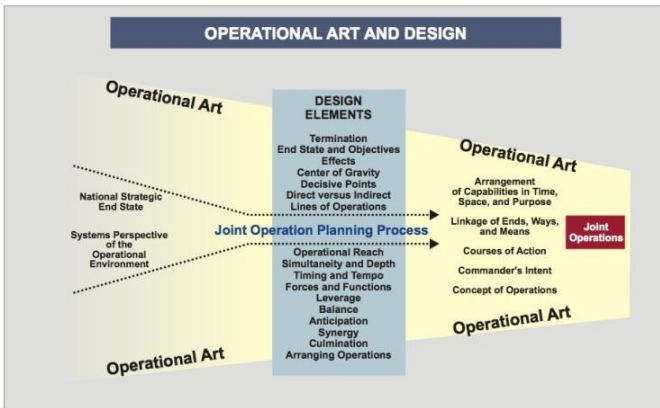 OPERATIONAL ART AND DESIGN
Operational Art
DESIGN
ELEMENTS
Termination
End State and Objectives
Effects
Center of Gravity
Decisive Points
Direct versus Indirect
Lines of Operations
Operational Art
National Strategic
End State
Systems Perspective
of the
Operational
Environment
Joint Operation Planning Process
Operational Reach
Simultaneity and Depth
Timing and Tempo
Forces and Functions
Leverage
Balance
Anticipation
Synergy
Culmination
Arranging Operations
Arrangement
of Capabilities in Time,
Space, and Purpose
Linkage of Ends, Ways,
and Means
Courses of Action
Commander's Intent
Concept of Operations
Joint
Operations
Operational Art
Operational Art